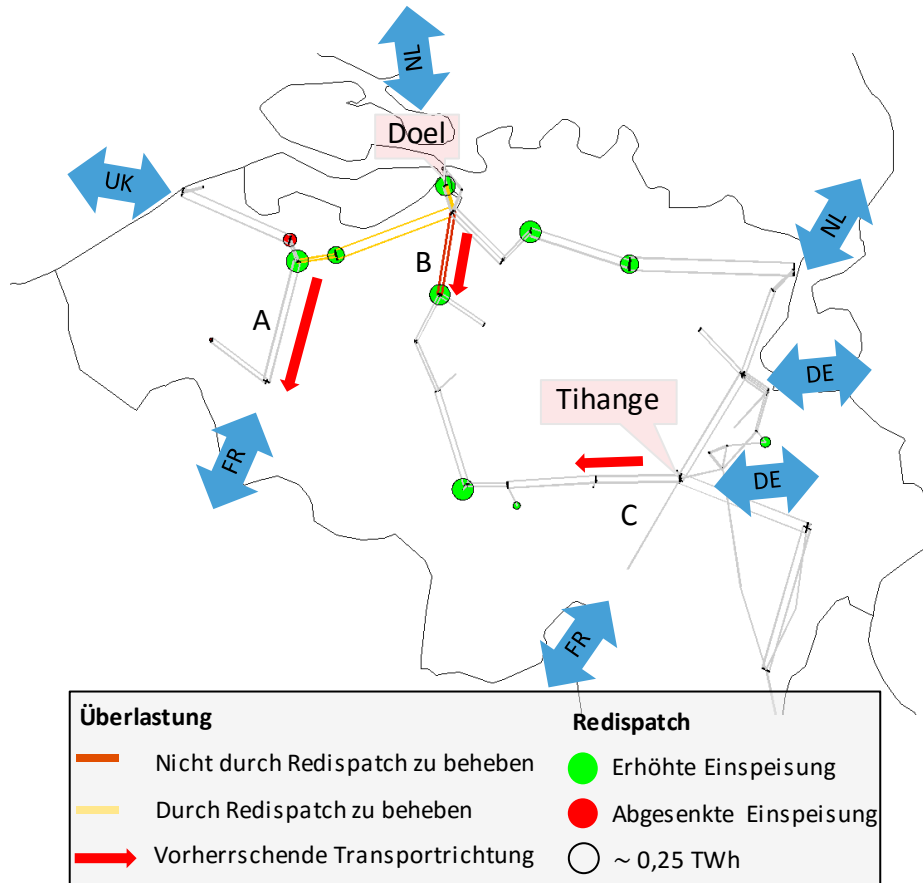 NL
Doel
UK
NL
B
A
DE
Tihange
FR
DE
C
FR
Überlastung
Redispatch
Nicht durch Redispatch zu beheben
Erhöhte Einspeisung
Durch Redispatch zu beheben
Abgesenkte Einspeisung
Vorherrschende Transportrichtung
~ 0,25 TWh